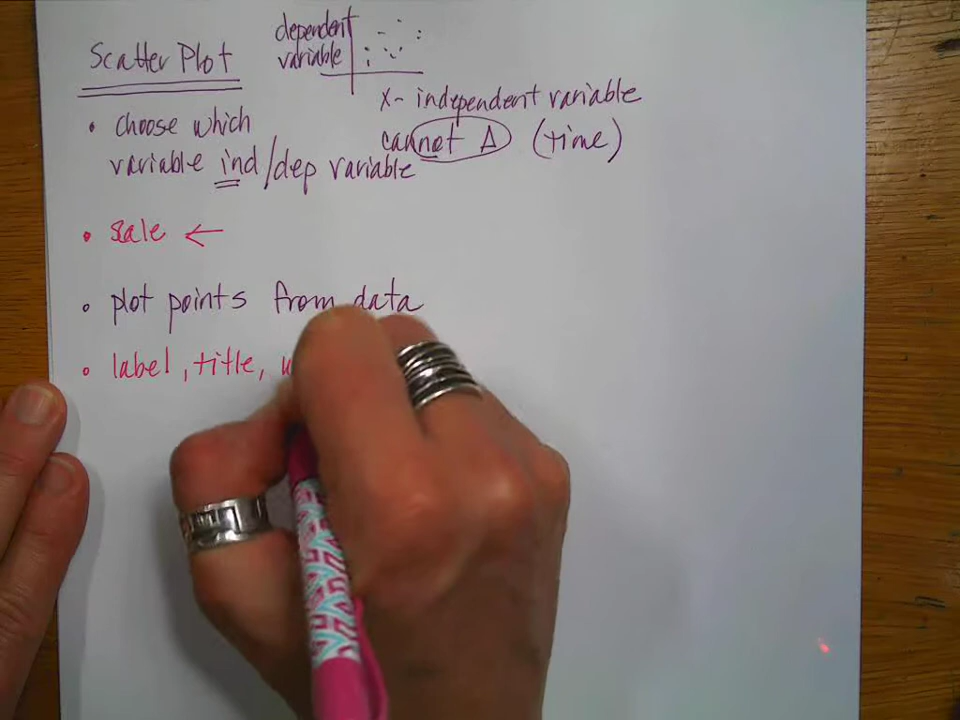 Scatter Plot
dependent
variable
x- independent variable
cannot Δ (time)
• choose which
variable ind/dep variable
• sale ←
• plot points from data
• label, title,